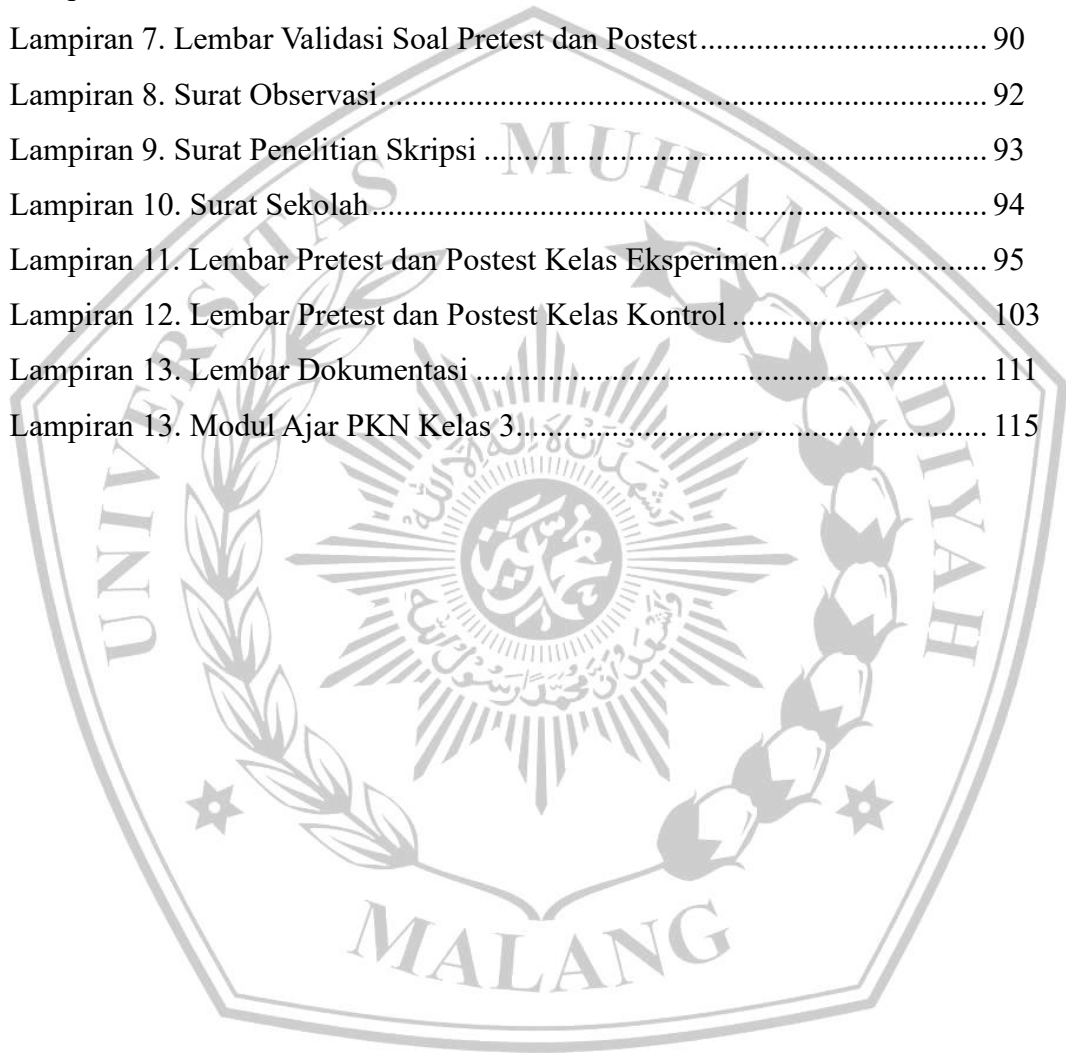 Lampiran 7. Lembar Validasi Soal Pretest dan Postest.................................... 90
Lampiran 8. Surat Observasi............................................................................ 92
Lampiran 9. Surat Penelitian Skripsi ............................................................... 93
Lampiran 10. Surat Sekolah............................................................................. 94
Lampiran 11. Lembar Pretest dan Postest Kelas Eksperimen.......................... 95
Lampiran 12. Lembar Pretest dan Postest Kelas Kontrol ................................ 103
Lampiran 13. Lembar Dokumentasi ................................................................ 111
Lampiran 13. Modul Ajar PKN Kelas 3........................................................... 115
UNIVERSITAS MUHAMMADIYAH
MALANG